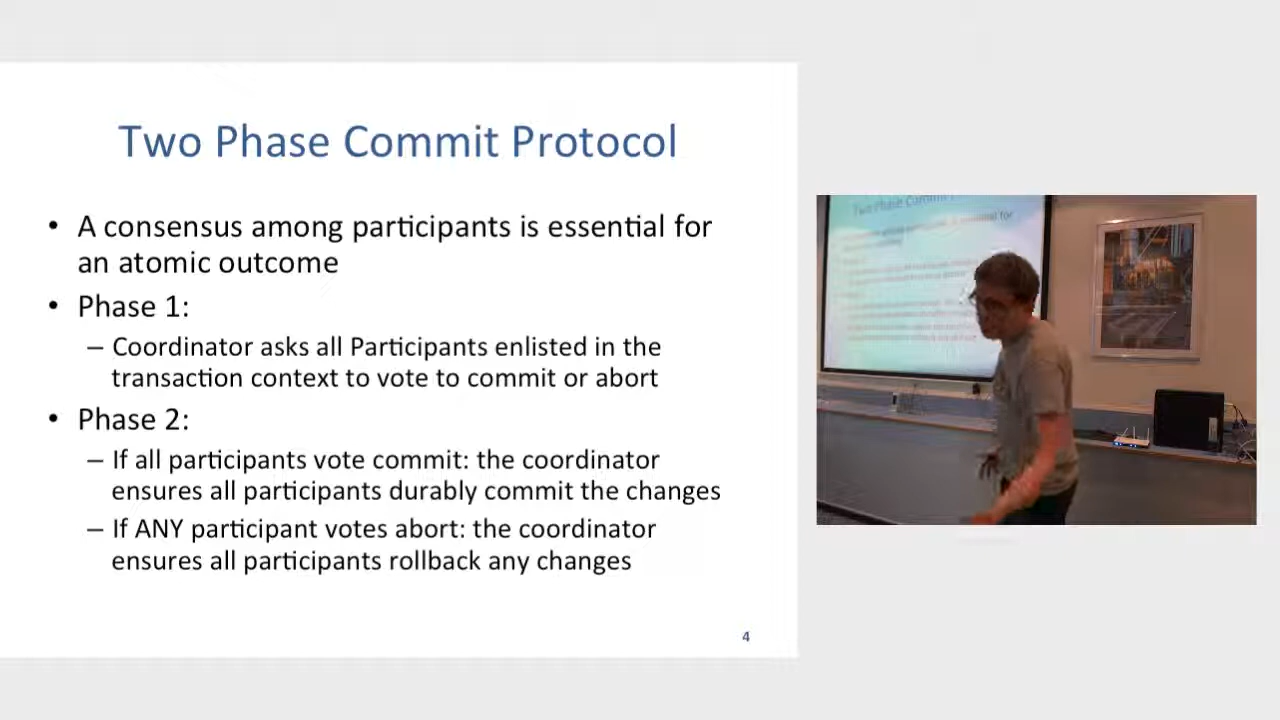 Two Phase Commit Protocol
• A consensus among participants is essential for
an atomic outcome
• Phase 1:
– Coordinator asks all Participants enlisted in the
transaction context to vote to commit or abort
• Phase 2:
– If all participants vote commit: the coordinator
ensures all participants durably commit the changes
– If ANY participant votes abort: the coordinator
ensures all participants rollback any changes
4
Two Phase Commit